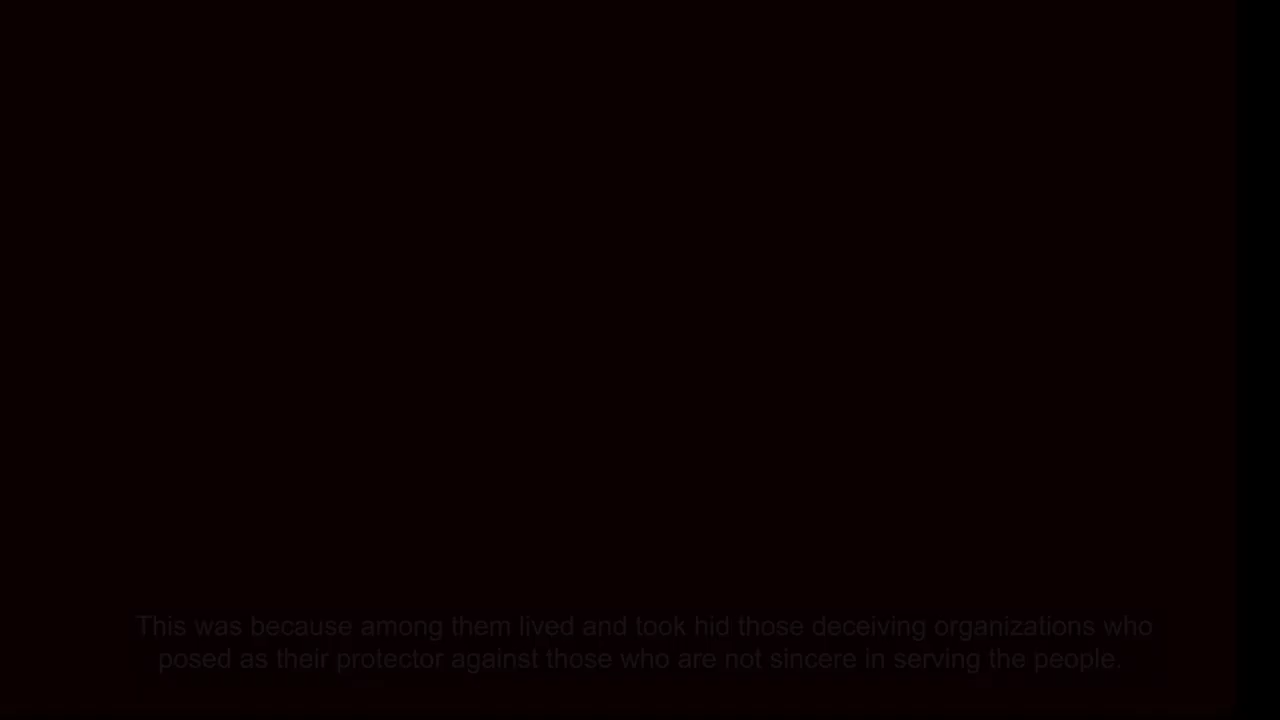 This was because among them lived and took hid those deceiving organizations who
posed as their protector against those who are not sincere in serving the people.